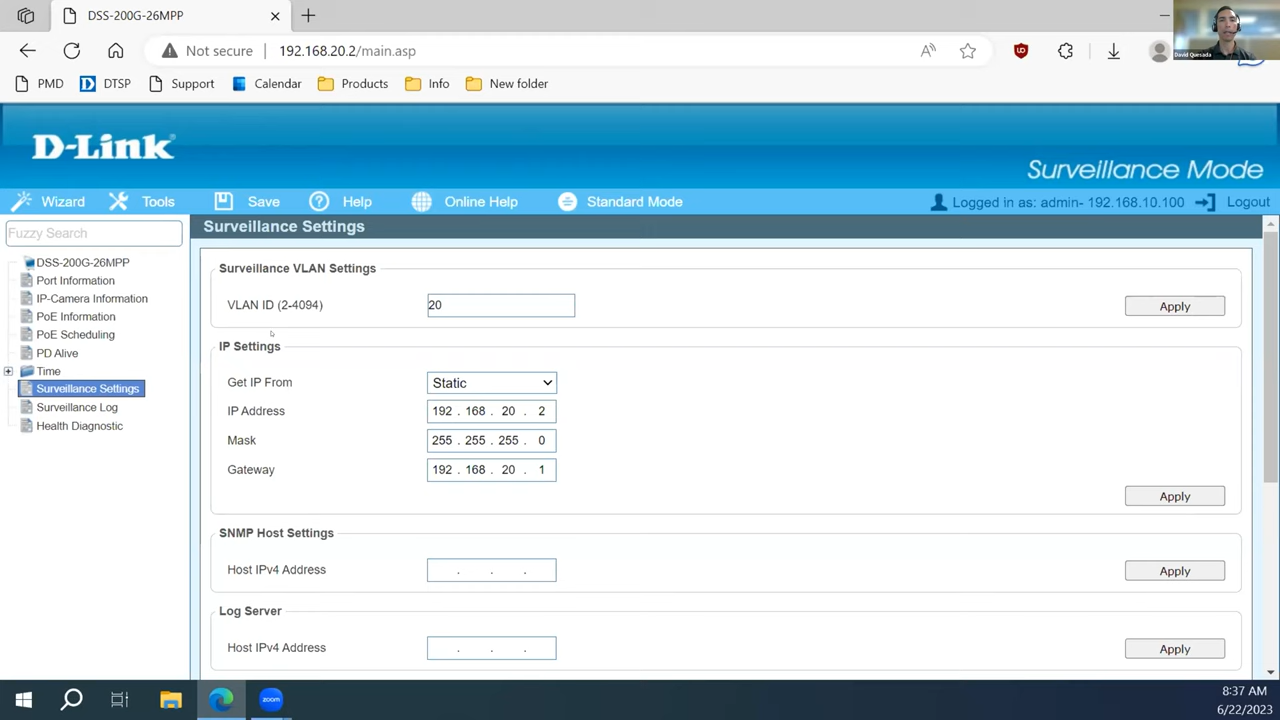 DSS-200G-26MPP
Not secure 192.168.20.2/main.asp
David Quesada
PMD DTSP Support Calendar Products Info New folder
D-Link
Surveillance Mode
Wizard Tools Save Help Online Help Standard Mode Logged in as: admin- 192.168.10.100 Logout
Fuzzy Search
DSS-200G-26MPP
Port Information
IP-Camera Information
PoE Information
PoE Scheduling
PD Alive
Time
Surveillance Settings
Surveillance Log
Health Diagnostic
Surveillance Settings
Surveillance VLAN Settings
VLAN ID (2-4094) 20 Apply
IP Settings
Get IP From Static
IP Address 192 . 168 . 20 . 2
Mask 255 . 255 . 255 . 0
Gateway 192 . 168 . 20 . 1
Apply
SNMP Host Settings
Host IPv4 Address . . . Apply
Log Server
Host IPv4 Address . . . Apply
zoom
8:37 AM
6/22/2023